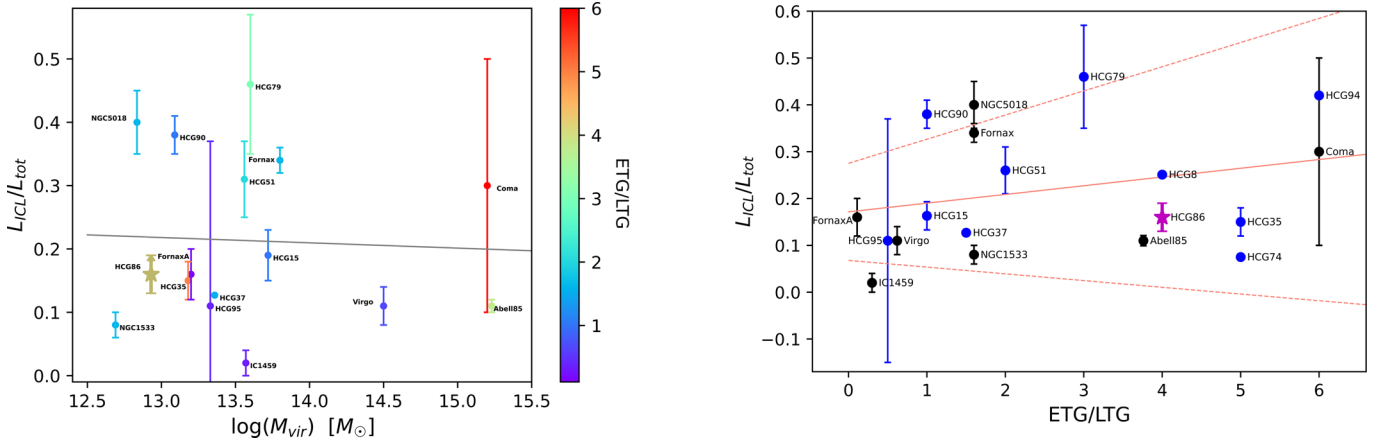 L_ICL/L_tot
0.5
0.4
0.3
0.2
0.1
0.0
HCG79
NGC5018
HCG90
Fornax
HCG51
Coma
HCG15
FornaxA
HCG86
HCG35
HCG37
Virgo
HCG95
Abell85
NGC1533
IC1459
12.5 13.0 13.5 14.0 14.5 15.0 15.5
log(M_vir) [M_⊙]
6
5
4
3
2
1
ETG/LTG
L_ICL/L_tot
0.6
0.5
0.4
0.3
0.2
0.1
0.0
−0.1
HCG79
HCG94
NGC5018
HCG90
Fornax
Coma
HCG51
HCG8
FornaxA
HCG15
HCG86
HCG35
HCG37
HCG95
Virgo
Abell85
NGC1533
HCG74
IC1459
0 1 2 3 4 5 6
ETG/LTG